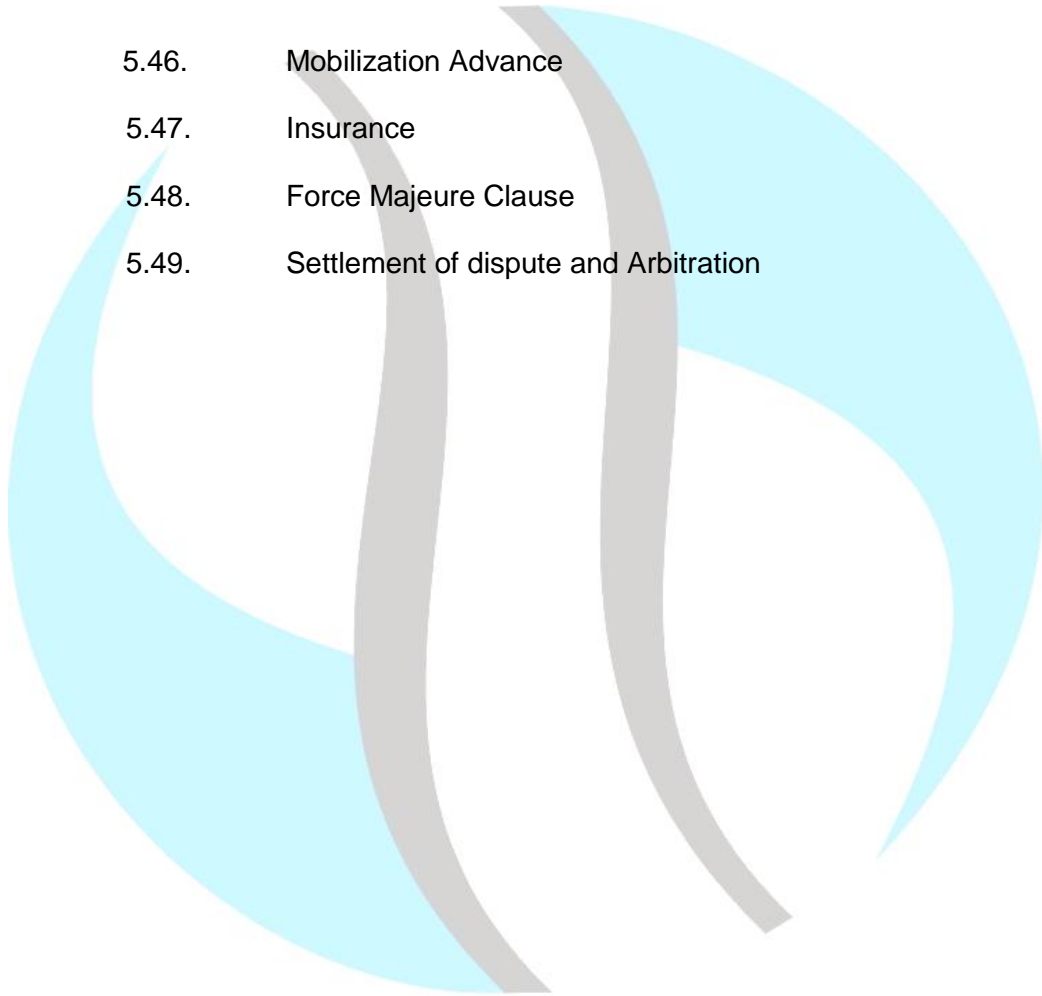 5.46. Mobilization Advance
5.47. Insurance
5.48. Force Majeure Clause
5.49. Settlement of dispute and Arbitration